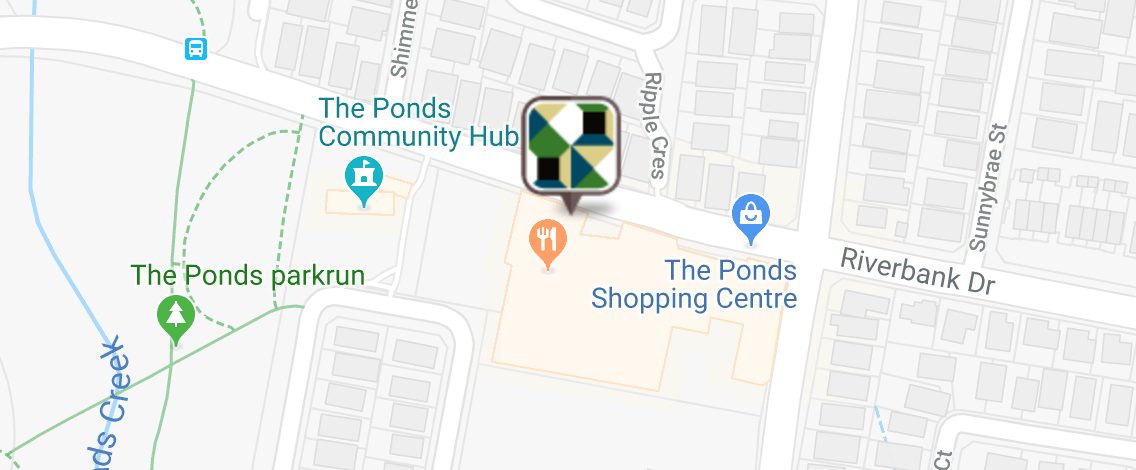 Shimme
The Ponds
Community Hub
Ripple Cres
Sunnybrae St
The Ponds parkrun
The Ponds
Shopping Centre
Riverbank Dr
nds Creek
ct